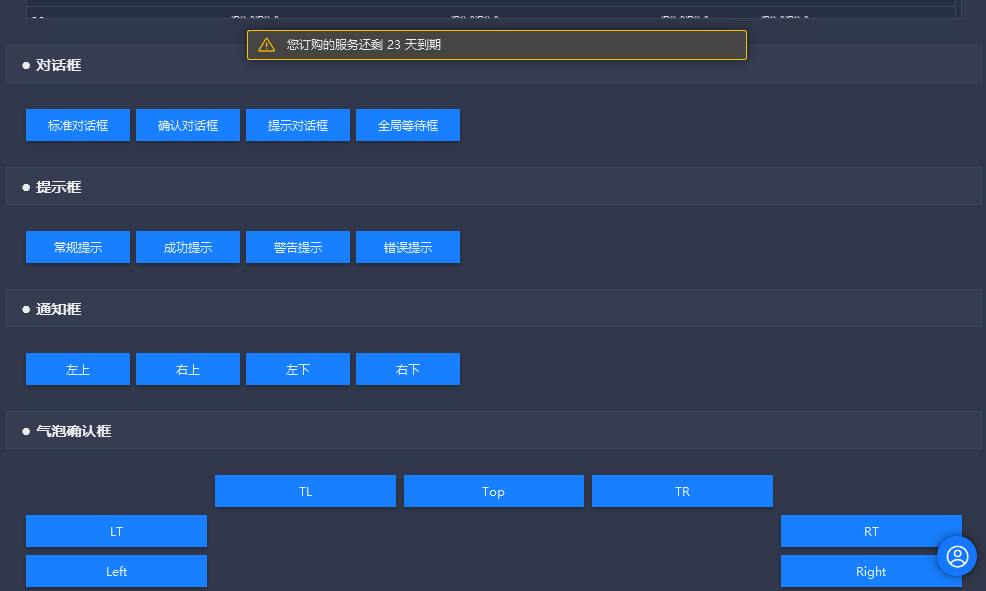 您订购的服务还剩 23 天到期
● 对话框
标准对话框 确认对话框 提示对话框 全局等待框
● 提示框
常规提示 成功提示 警告提示 错误提示
● 通知框
左上 右上 左下 右下
● 气泡确认框
TL Top TR
LT RT
Left Right